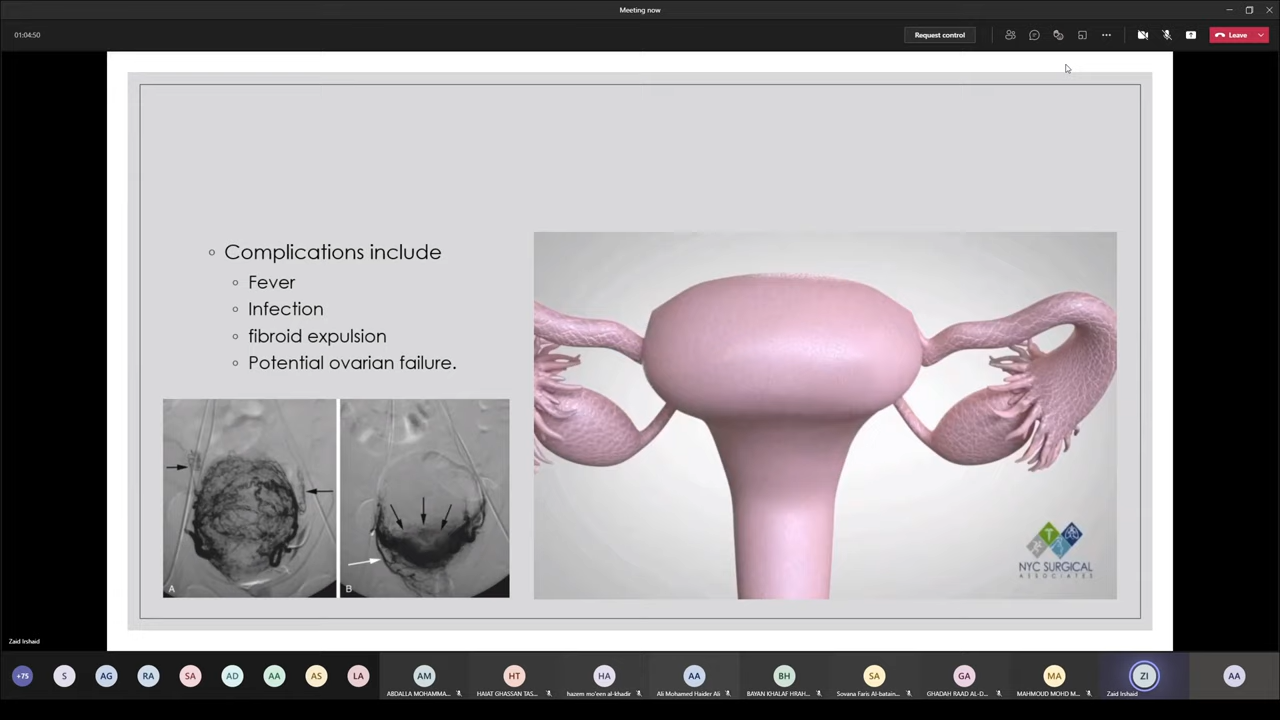 Meeting now
01:04:50
Request control
Leave
Complications include
Fever
Infection
fibroid expulsion
Potential ovarian failure.
A
B
NYC SURGICAL
ASSOCIATES
Zaid Irshaid
+75
S
AG
RA
SA
AD
AA
AS
LA
AM
HT
HA
AA
BH
SA
GA
MA
ZI
AA
ABDALLA MOHAMMA...
HAIAT GHASSAN TAS...
hazem mo'eem al-khadir
Ali Mohamed Haider Ali
BAYAN KHALAF HRAH...
Sovana Faris Al-batain...
GHADAH RAAD AL-D...
MAHMOUD MOHD M...
Zaid Irshaid